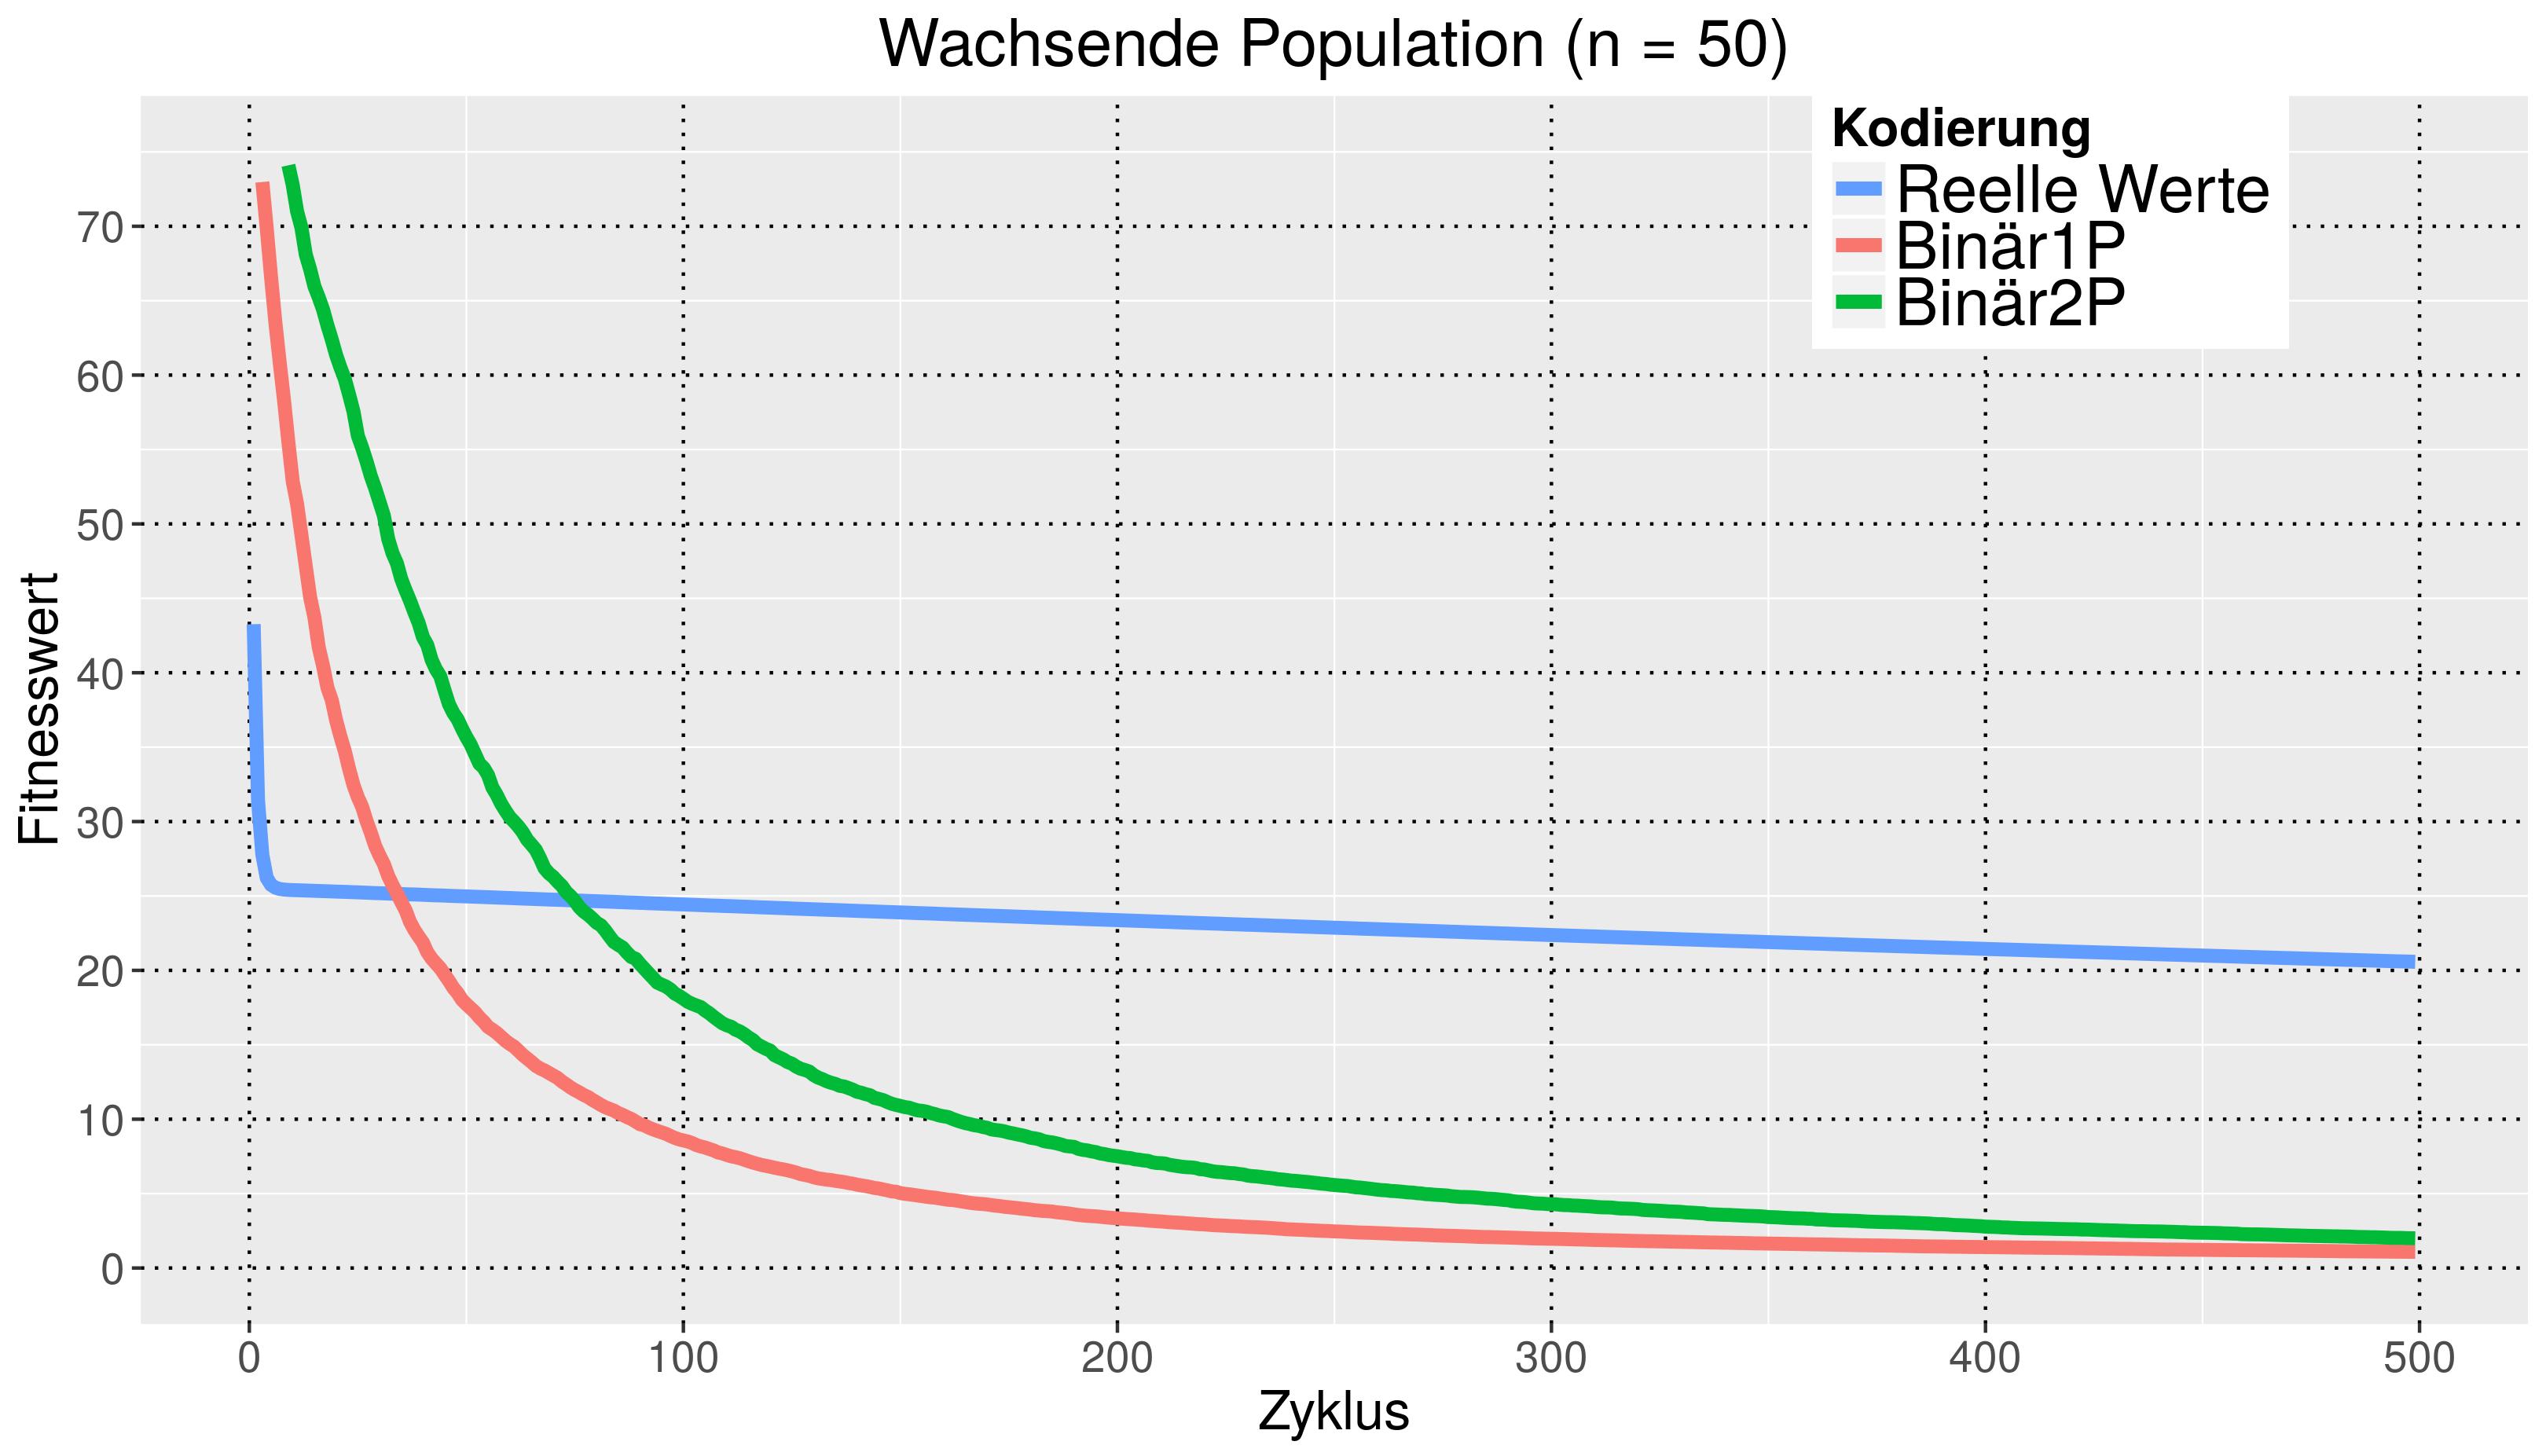 Wachsende Population (n = 50)
Kodierung
Reelle Werte
Binär1P
Binär2P
Fitnesswert
70
60
50
40
30
20
10
0
0 100 200 300 400 500
Zyklus